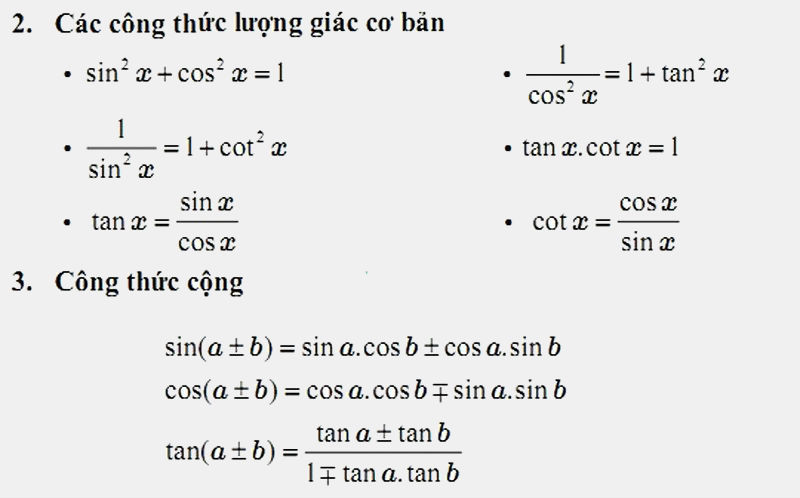 2. Các công thức lượng giác cơ bản
• sin² x + cos² x = 1
• 1/cos² x = 1 + tan² x
• 1/sin² x = 1 + cot² x
• tan x.cot x = 1
• tan x = sin x/cos x
• cot x = cos x/sin x
3. Công thức cộng
sin(a ± b) = sin a.cos b ± cos a.sin b
cos(a ± b) = cos a.cos b ∓ sin a.sin b
tan(a ± b) = (tan a ± tan b)/(1 ∓ tan a.tan b)